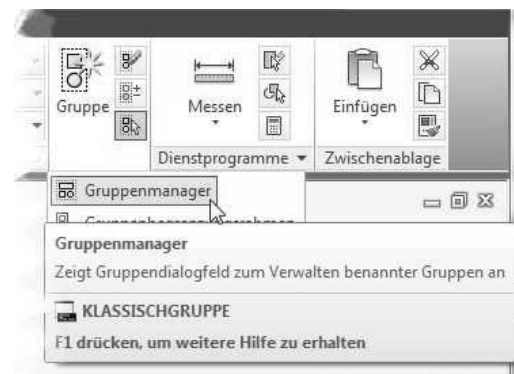 Gruppe
Messen
Einfügen
Dienstprogramme
Zwischenablage
Gruppenmanager
Gruppenmanager
Zeigt Gruppendialogfeld zum Verwalten benannter Gruppen an
KLASSISCHGRUPPE
F1 drücken, um weitere Hilfe zu erhalten